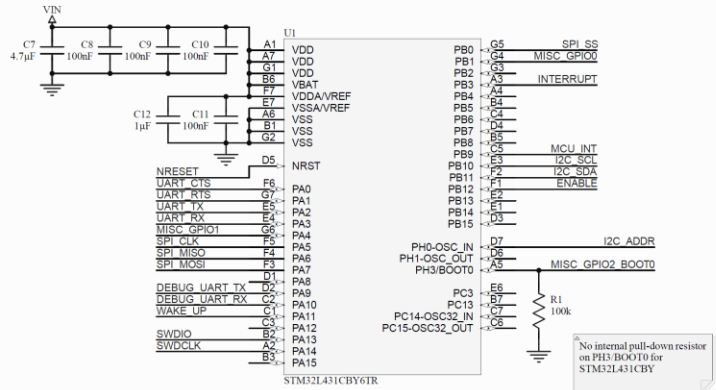 VIN
U1
C7
4.7µF
C8
100nF
C9
100nF
C10
100nF
C12
1µF
C11
100nF
A1 VDD
A7 VDD
G1 VDD
B6 VBAT
F7 VDDA/VREF
E7 VSSA/VREF
A6 VSS
B1 VSS
G2 VSS
NRESET D5 NRST
UART_CTS F6 PA0
UART_RTS G7 PA1
UART_TX E5 PA2
UART_RX E4 PA3
MISC_GPIO1 G6 PA4
SPI_CLK F5 PA5
SPI_MISO F4 PA6
SPI_MOSI F3 PA7
D1 PA8
DEBUG_UART_TX D2 PA9
DEBUG_UART_RX C2 PA10
WAKE_UP C1 PA11
C3 PA12
SWDIO B2 PA13
SWDCLK A2 PA14
B3 PA15
PB0 G5 SPI_SS
PB1 G4 MISC_GPIO0
PB2 G3
PB3 A3 INTERRUPT
PB4 A4
PB5 B4
PB6 C4
PB7 D4
PB8 B5
PB9 C5 MCU_INT
PB10 E3 I2C_SCL
PB11 F2 I2C_SDA
PB12 F1 ENABLE
PB13 E2
PB14 E1
PB15 D3
PH0-OSC_IN D7 I2C_ADDR
PH1-OSC_OUT D6
PH3/BOOT0 A5 MISC_GPIO2_BOOT0
PC3 E6
PC13 B7
PC14-OSC32_IN C7
PC15-OSC32_OUT C6
R1
100k
STM32L431CBY6TR
No internal pull-down resistor
on PH3/BOOT0 for
STM32L431CBY